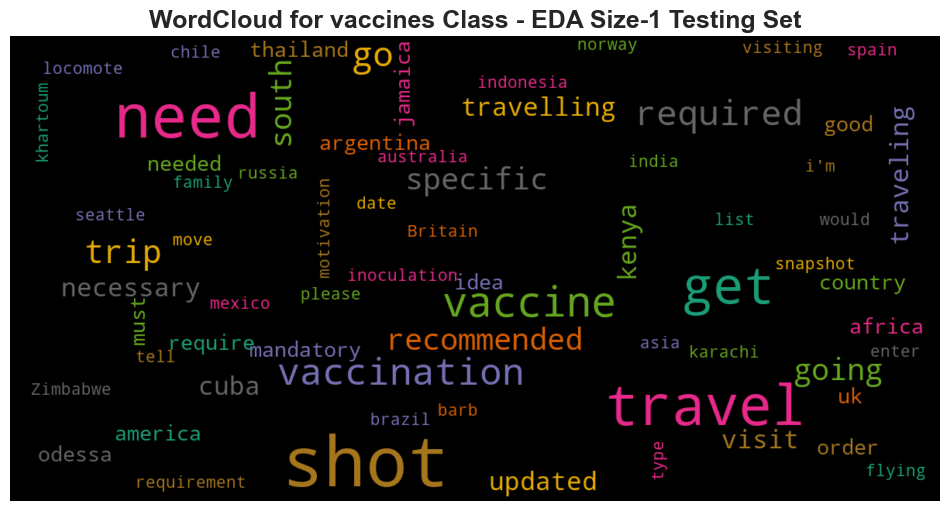 WordCloud for vaccines Class - EDA Size-1 Testing Set
chile
thailand
go
jamaica
norway
visiting
spain
locomote
khartoum
need
south
indonesia
travelling
required
good
traveling
argentina
australia
needed
family
russia
specific
india
i'm
seattle
motivation
date
Britain
kenya
list
would
trip
move
necessary
mexico
must
please
inoculation
idea
vaccine
get
snapshot
country
require
tell
mandatory
recommended
asia
karachi
africa
enter
Zimbabwe
cuba
vaccination
brazil
barb
travel
going
uk
america
odessa
shot
visit
order
type
flying
requirement
updated